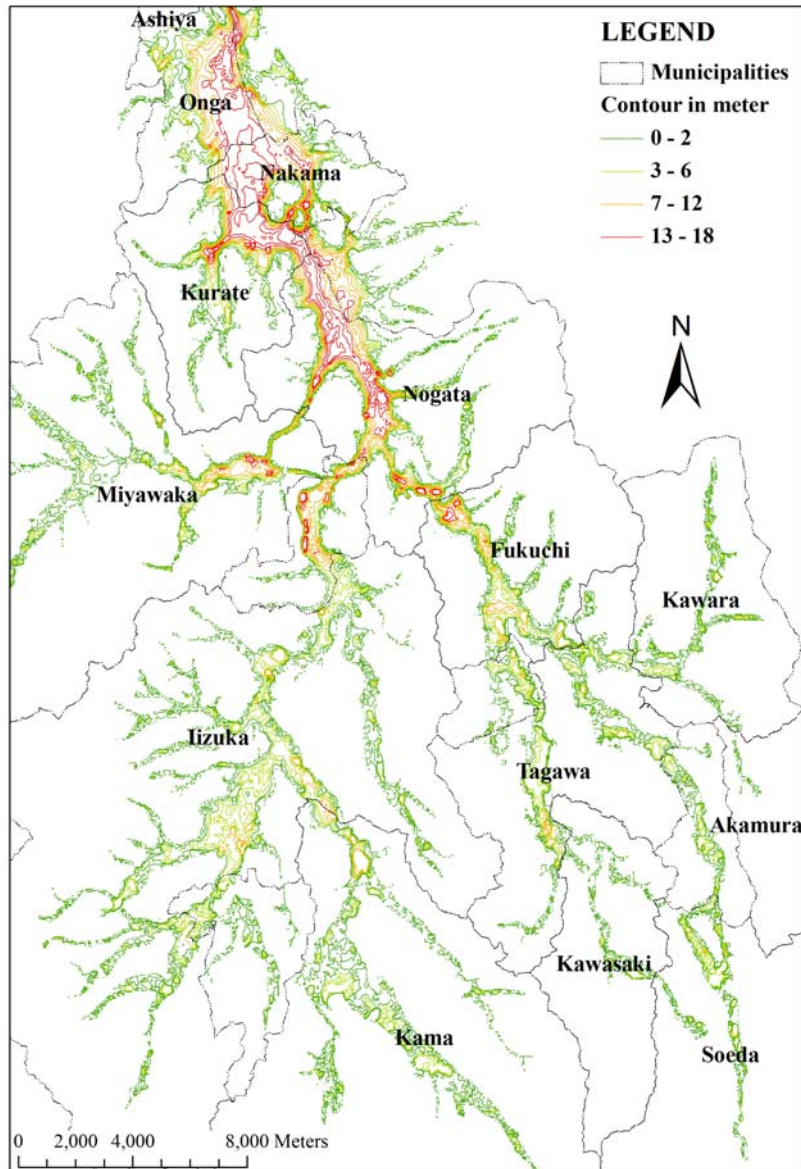 Ashiya
LEGEND
Municipalities
Onga
Contour in meter
0 - 2
3 - 6
Nakama
7 - 12
13 - 18
Kurate
N
Nogata
Miyawaka
Fukuchi
Kawara
Iizuka
Tagawa
Akamura
Kawasaki
Kama
Soeda
0 2,000 4,000 8,000 Meters